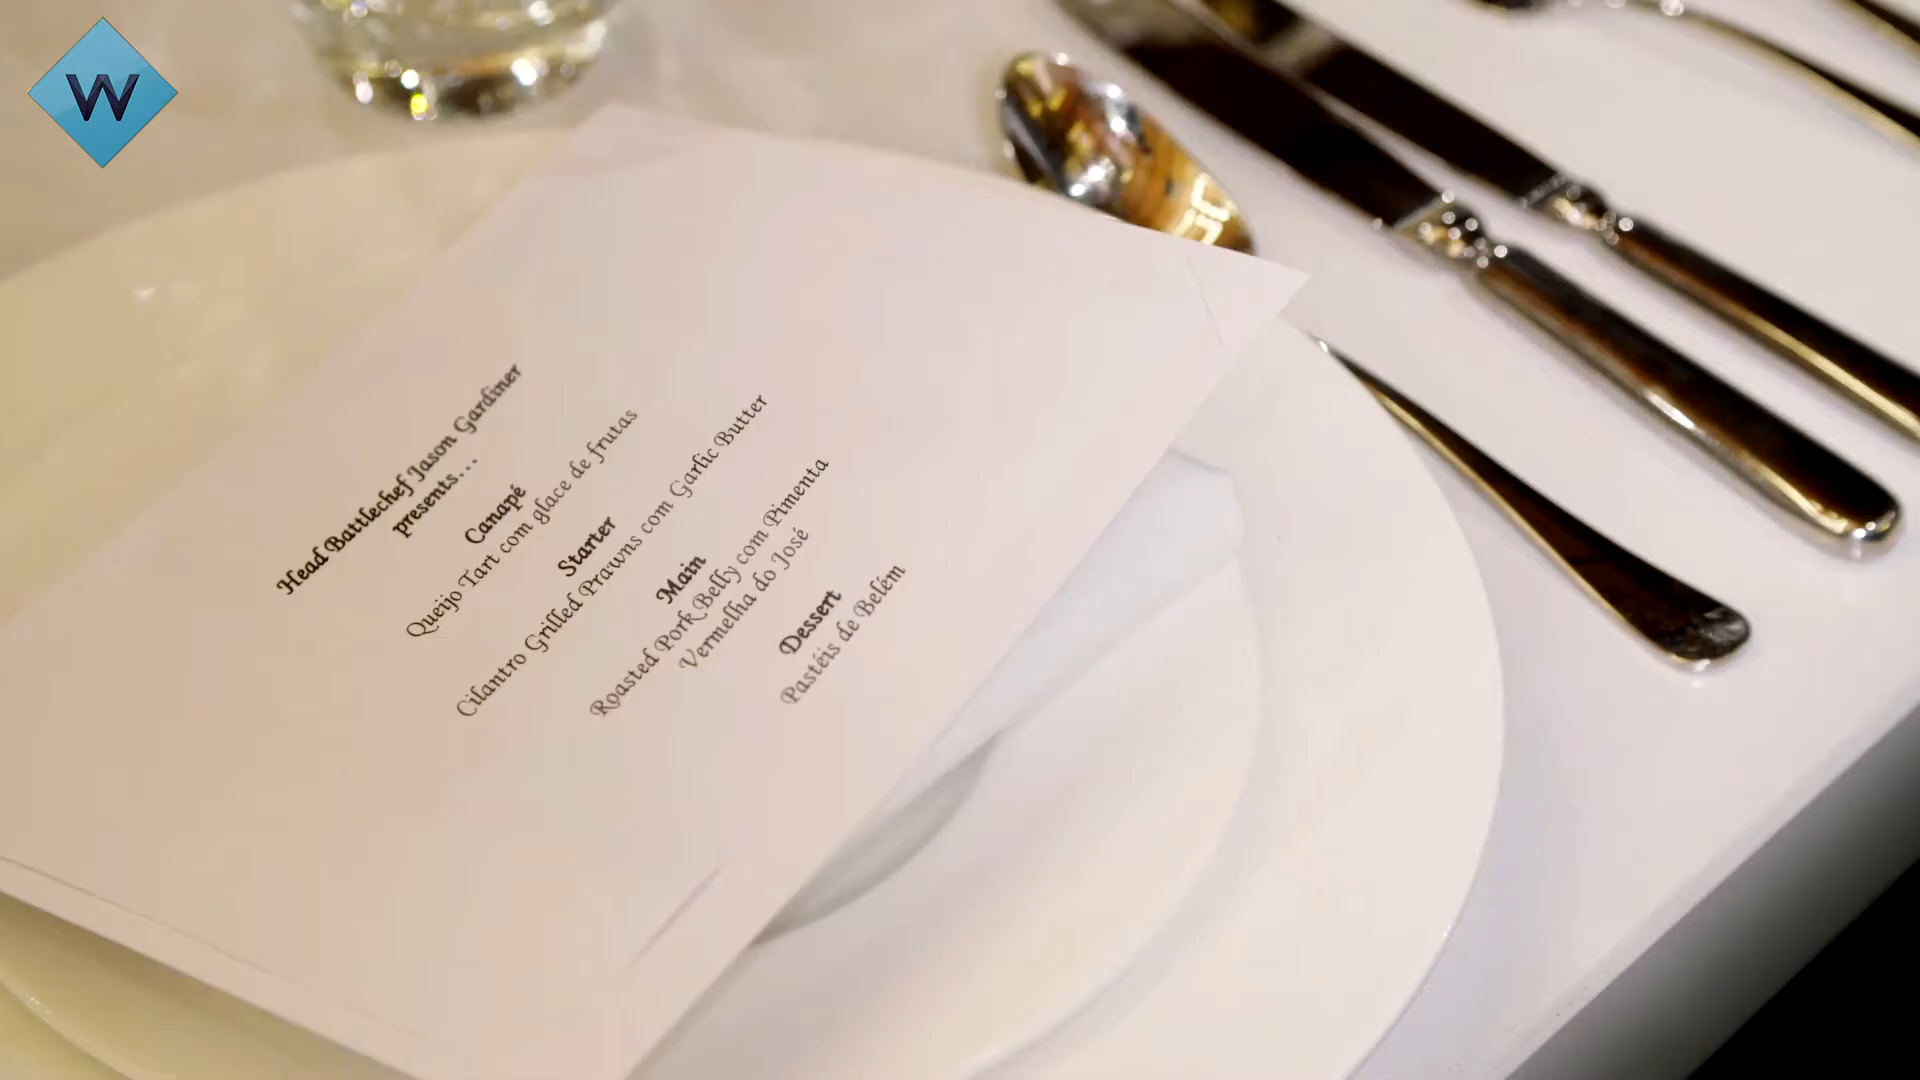 W
Head Battlechef Jason Gardiner
presents...
Canapé
Queijo Tart com glace de frutas
Starter
Cilantro Grilled Prawns com Garlic Butter
Main
Roasted Pork Belly com Pimenta
Vermelha do José
Dessert
Pastéis de Belém